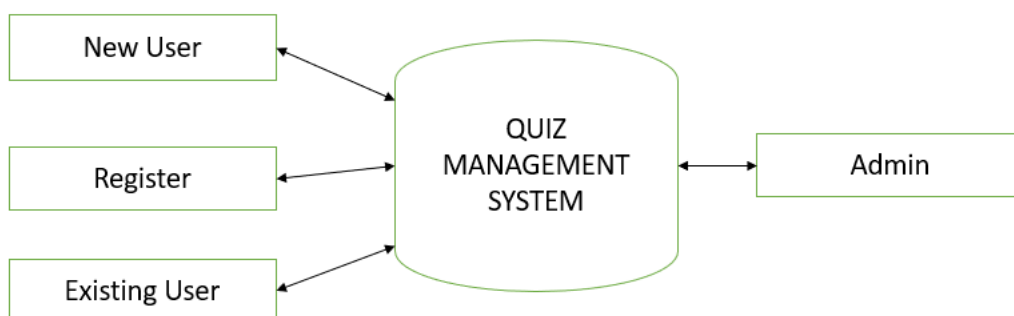 New User
Register
Existing User
QUIZ
MANAGEMENT
SYSTEM
Admin